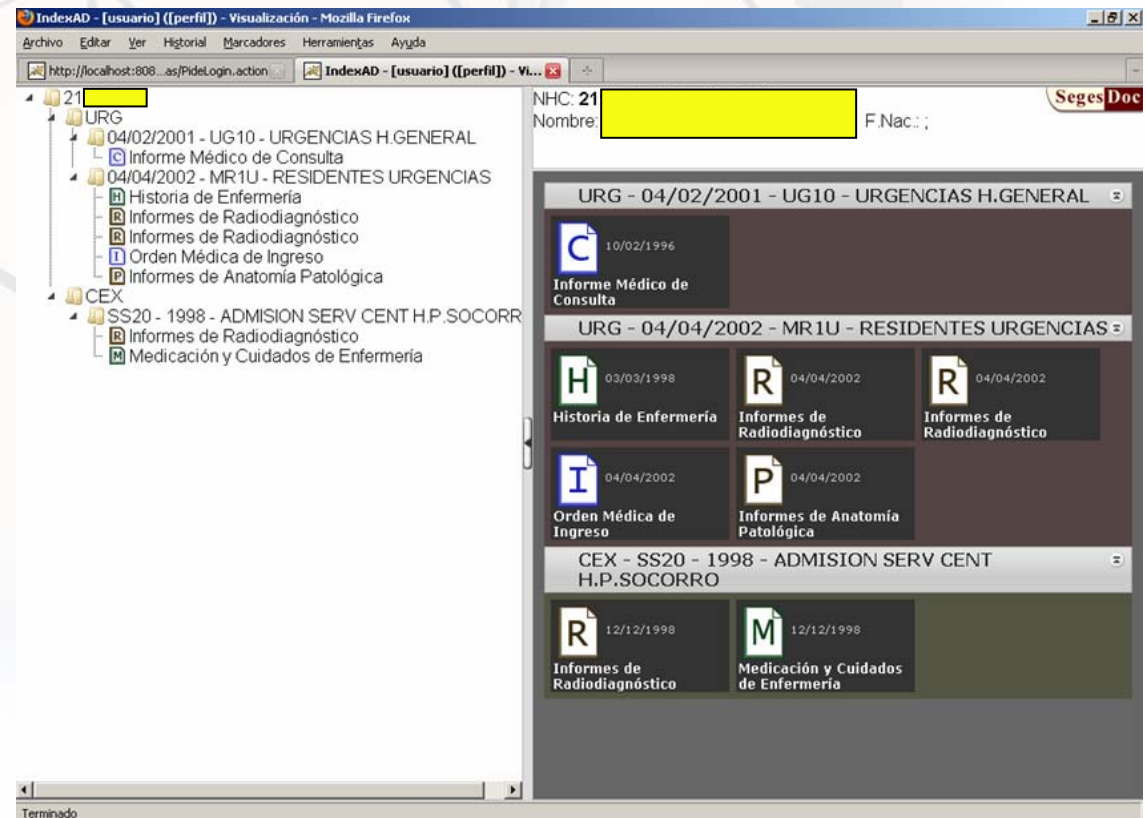 IndexAD - [usuario] ([perfil]) - Visualización - Mozilla Firefox
Archivo Editar Ver Historial Marcadores Herramientas Ayuda
http://localhost:808...as/PideLogin.action
IndexAD - [usuario] ([perfil]) - Vi...
21
URG
04/02/2001 - UG10 - URGENCIAS H.GENERAL
C Informe Médico de Consulta
04/04/2002 - MR1U - RESIDENTES URGENCIAS
H Historia de Enfermería
R Informes de Radiodiagnóstico
R Informes de Radiodiagnóstico
I Orden Médica de Ingreso
P Informes de Anatomía Patológica
CEX
SS20 - 1998 - ADMISION SERV CENT H.P.SOCORR
R Informes de Radiodiagnóstico
M Medicación y Cuidados de Enfermería
NHC: 21
Nombre: F.Nac.: ;
SegesDoc
URG - 04/02/2001 - UG10 - URGENCIAS H.GENERAL
C 10/02/1996
Informe Médico de
Consulta
URG - 04/04/2002 - MR1U - RESIDENTES URGENCIAS
H 03/03/1998
Historia de Enfermería
R 04/04/2002
Informes de
Radiodiagnóstico
R 04/04/2002
Informes de
Radiodiagnóstico
I 04/04/2002
Orden Médica de
Ingreso
P 04/04/2002
Informes de Anatomía
Patológica
CEX - SS20 - 1998 - ADMISION SERV CENT
H.P.SOCORRO
R 12/12/1998
Informes de
Radiodiagnóstico
M 12/12/1998
Medicación y Cuidados
de Enfermería
Terminado